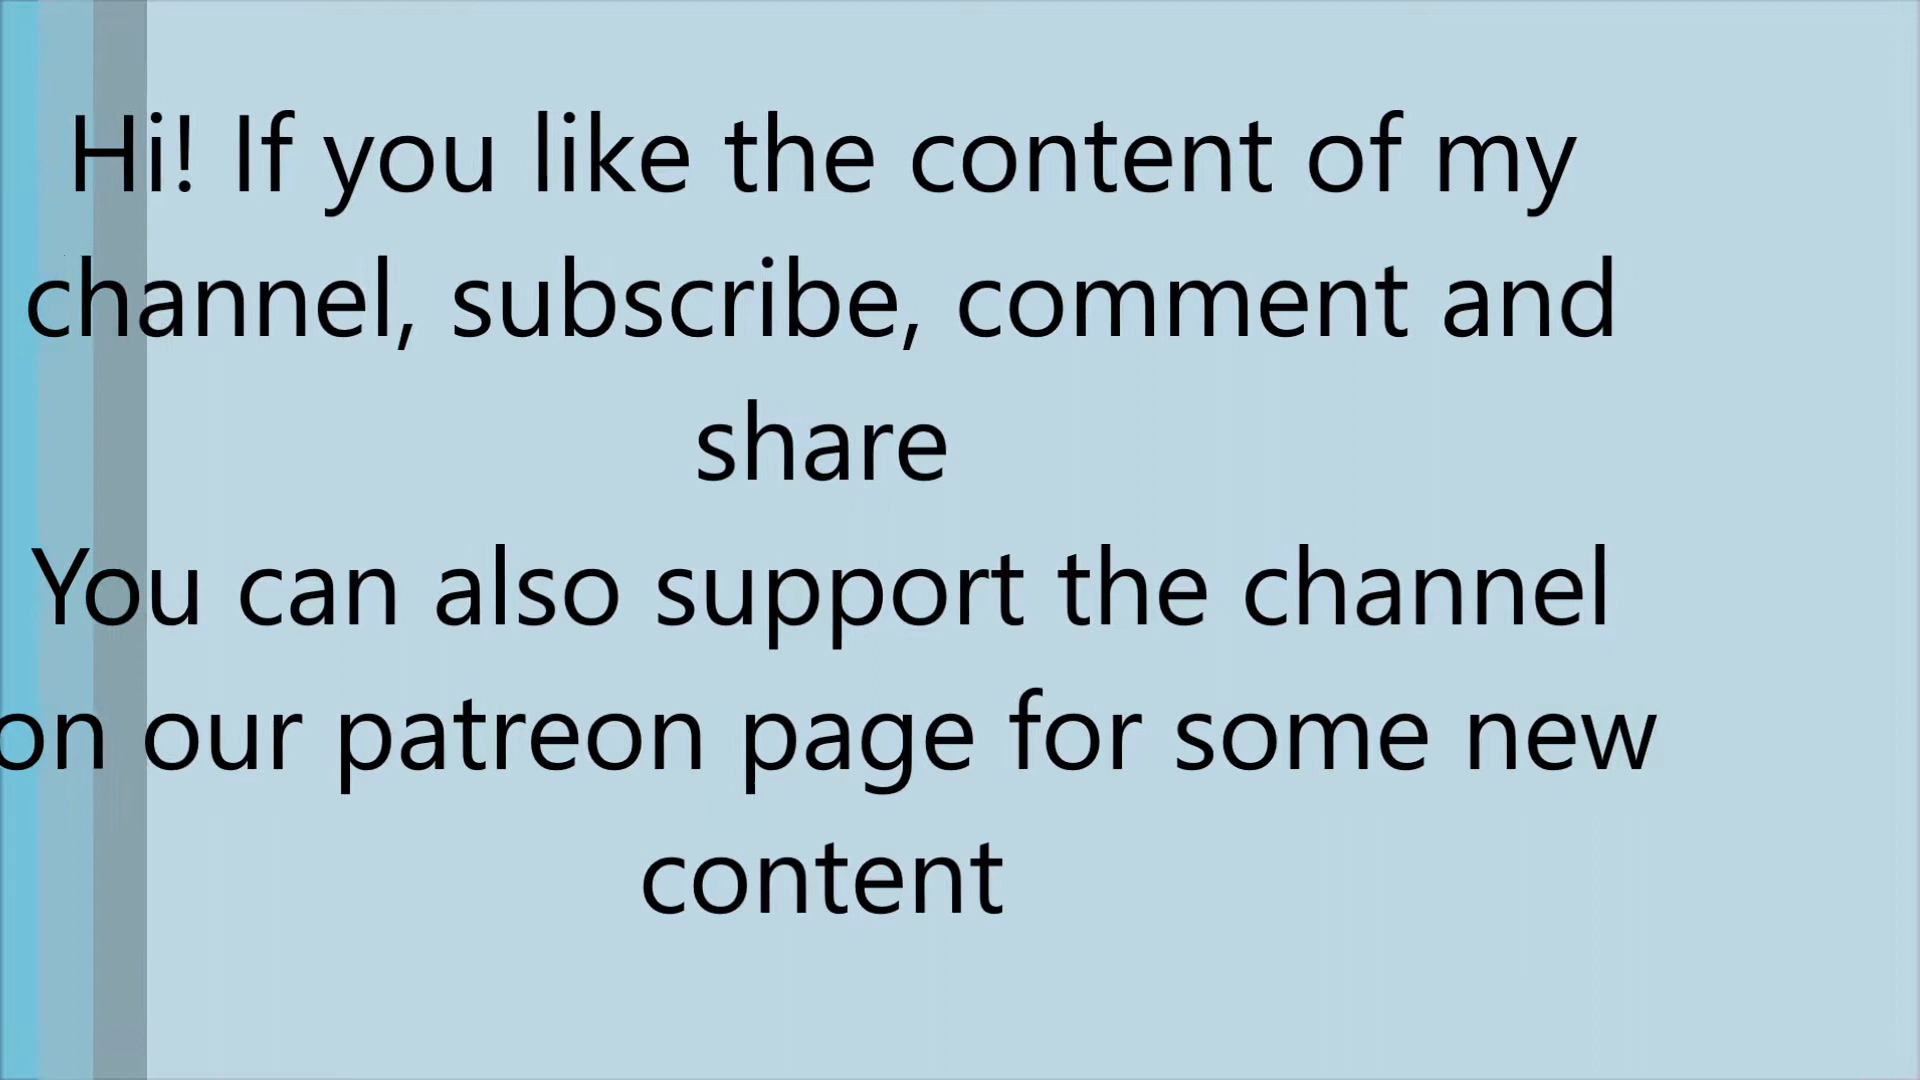 Hi! If you like the content of my
channel, subscribe, comment and
share
You can also support the channel
on our patreon page for some new
content